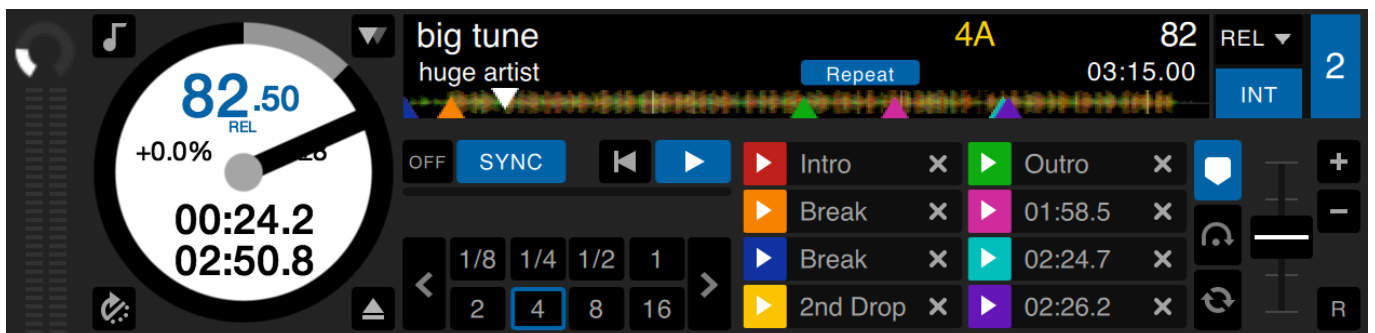 big tune 4A 82 REL
huge artist Repeat 03:15.00
INT
2
82.50
REL
+0.0%
00:24.2
02:50.8
OFF SYNC
1/8 1/4 1/2 1
2 4 8 16
Intro
Break
Break
2nd Drop
Outro
01:58.5
02:24.7
02:26.2
+
-
R